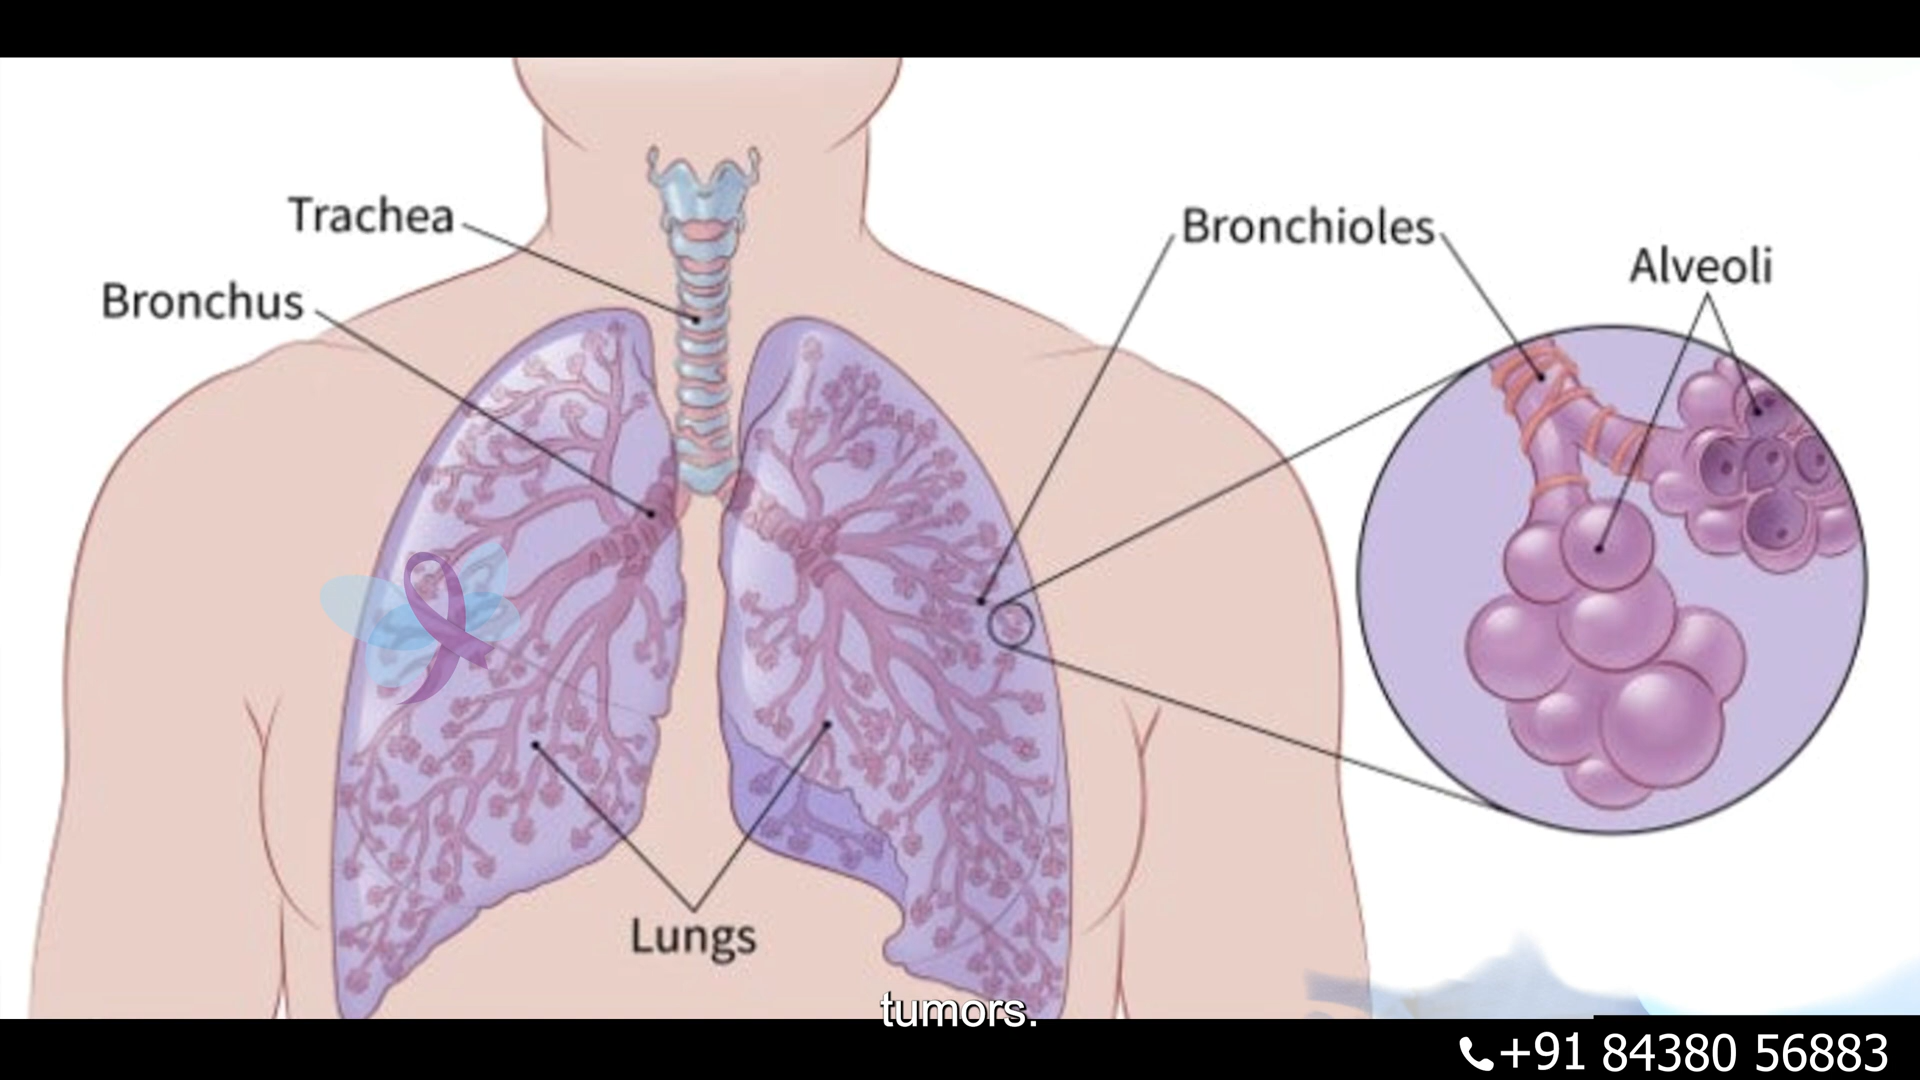 Trachea
Bronchus
Bronchioles
Alveoli
Lungs
tumors.
+91 84380 56883